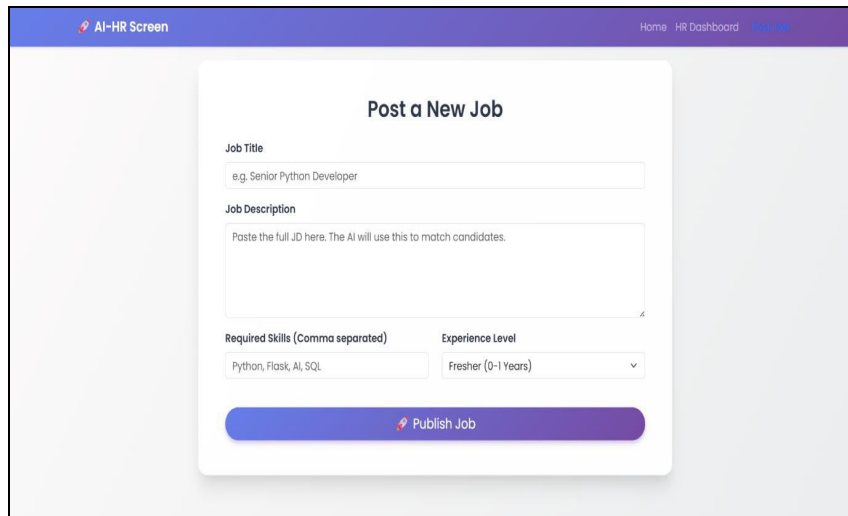 🚀 AI-HR Screen
Home HR Dashboard Post Job
Post a New Job
Job Title
e.g. Senior Python Developer
Job Description
Paste the full JD here. The AI will use this to match candidates.
Required Skills (Comma separated)
Experience Level
Python, Flask, AI, SQL
Fresher (0-1 Years)
🚀 Publish Job